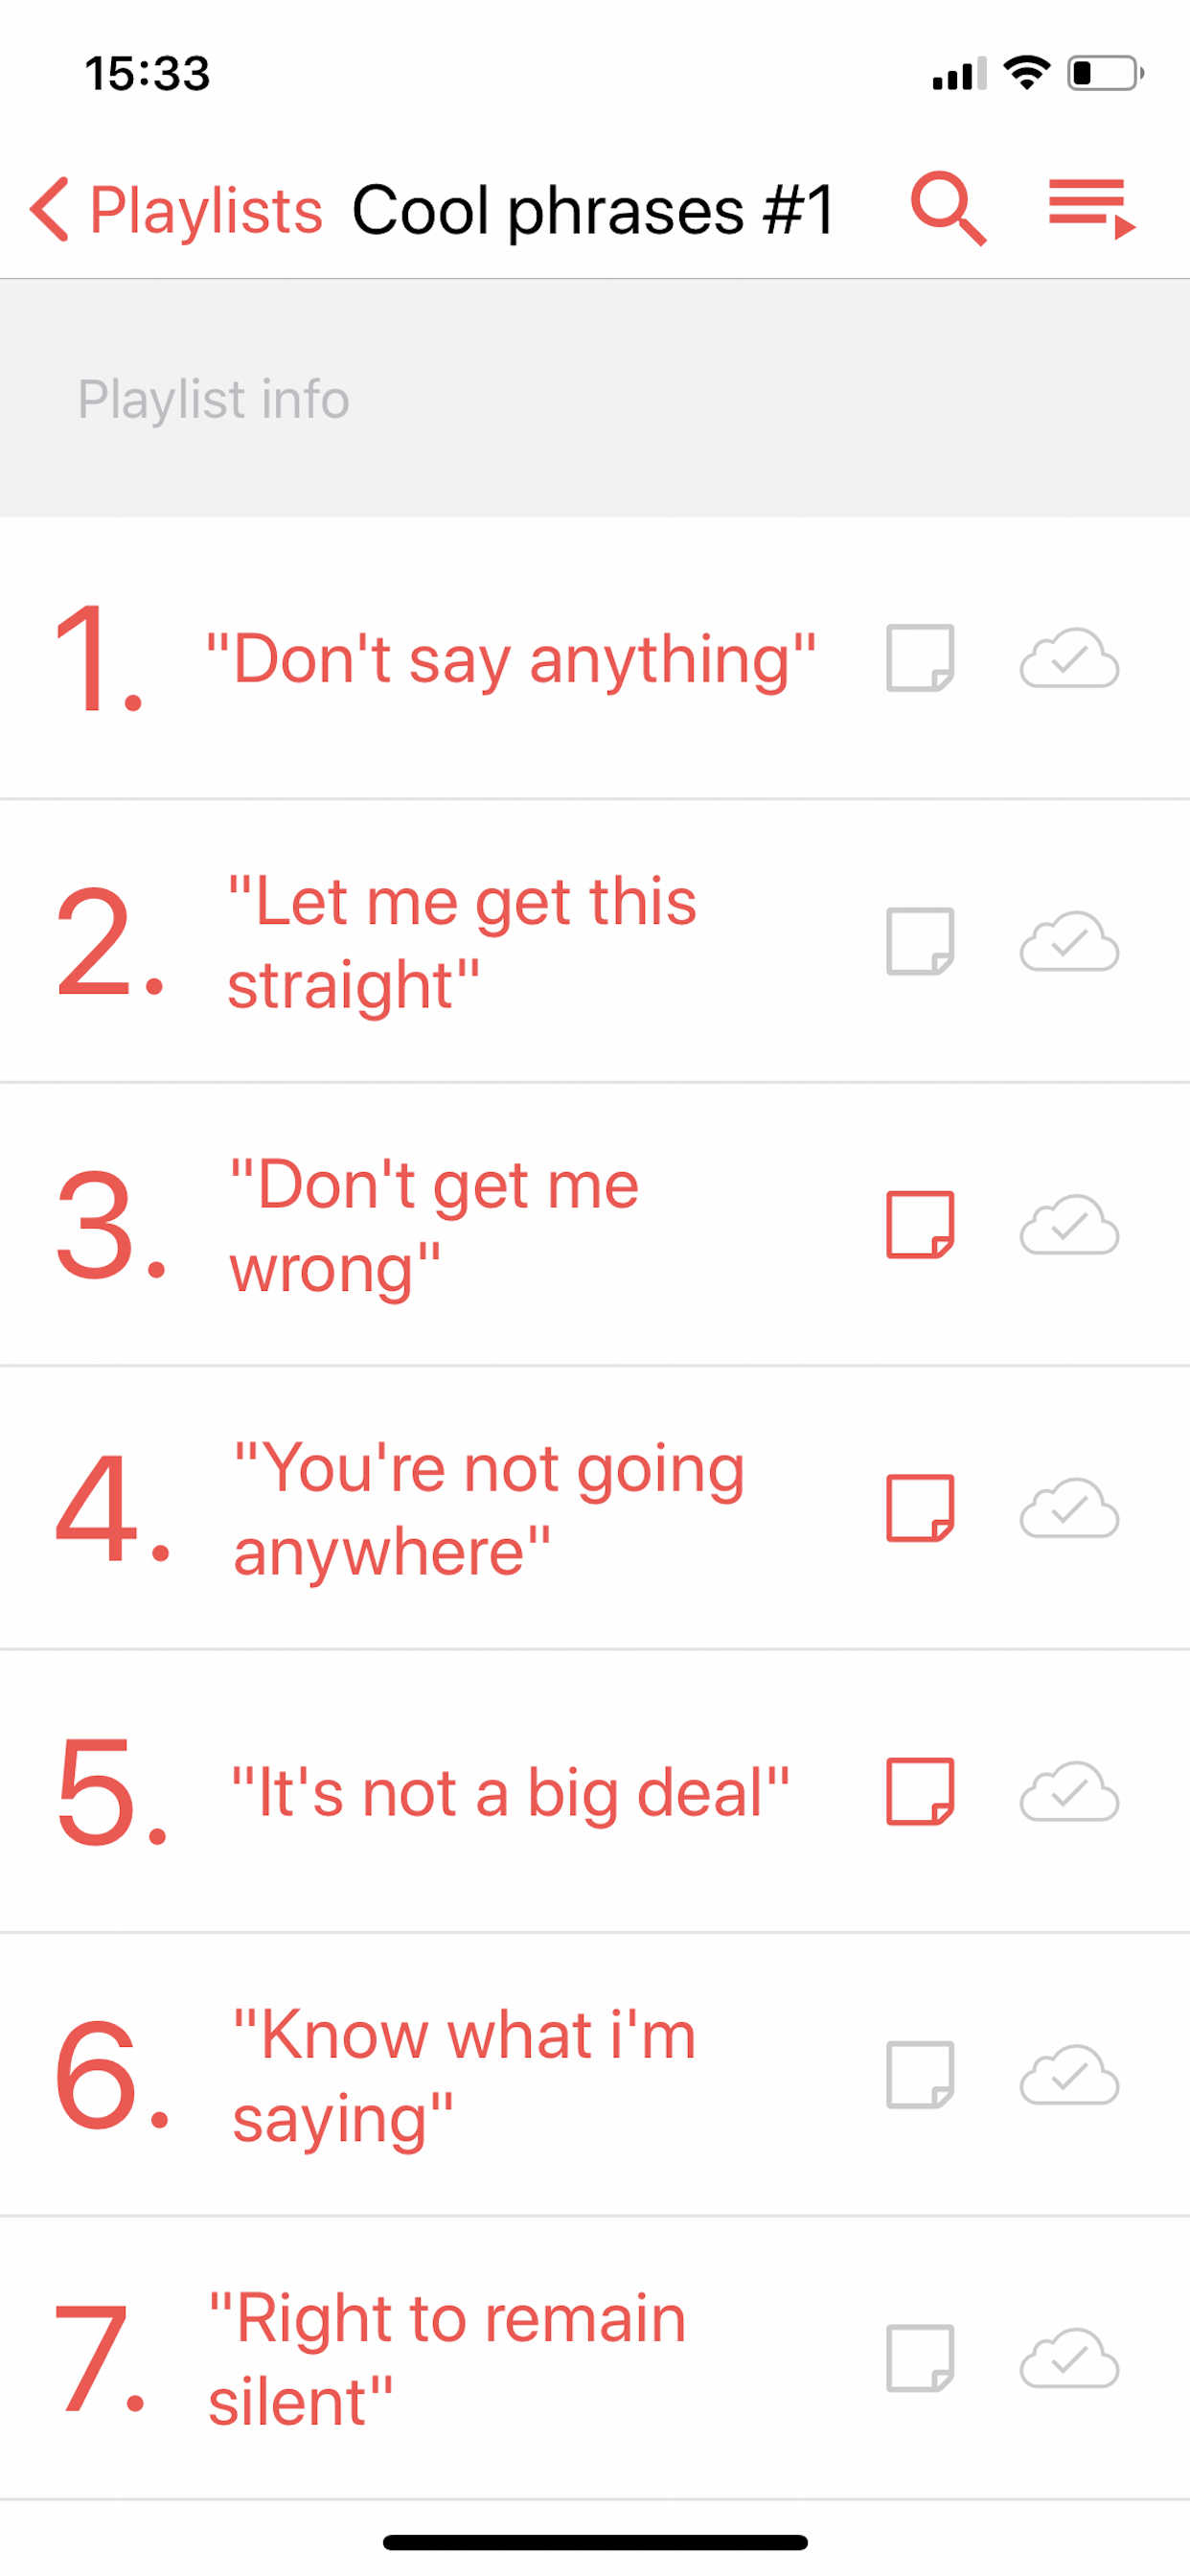 15:33
Playlists Cool phrases #1
Playlist info
1. "Don't say anything"
2. "Let me get this
straight"
3. "Don't get me
wrong"
4. "You're not going
anywhere"
5. "It's not a big deal"
6. "Know what i'm
saying"
7. "Right to remain
silent"